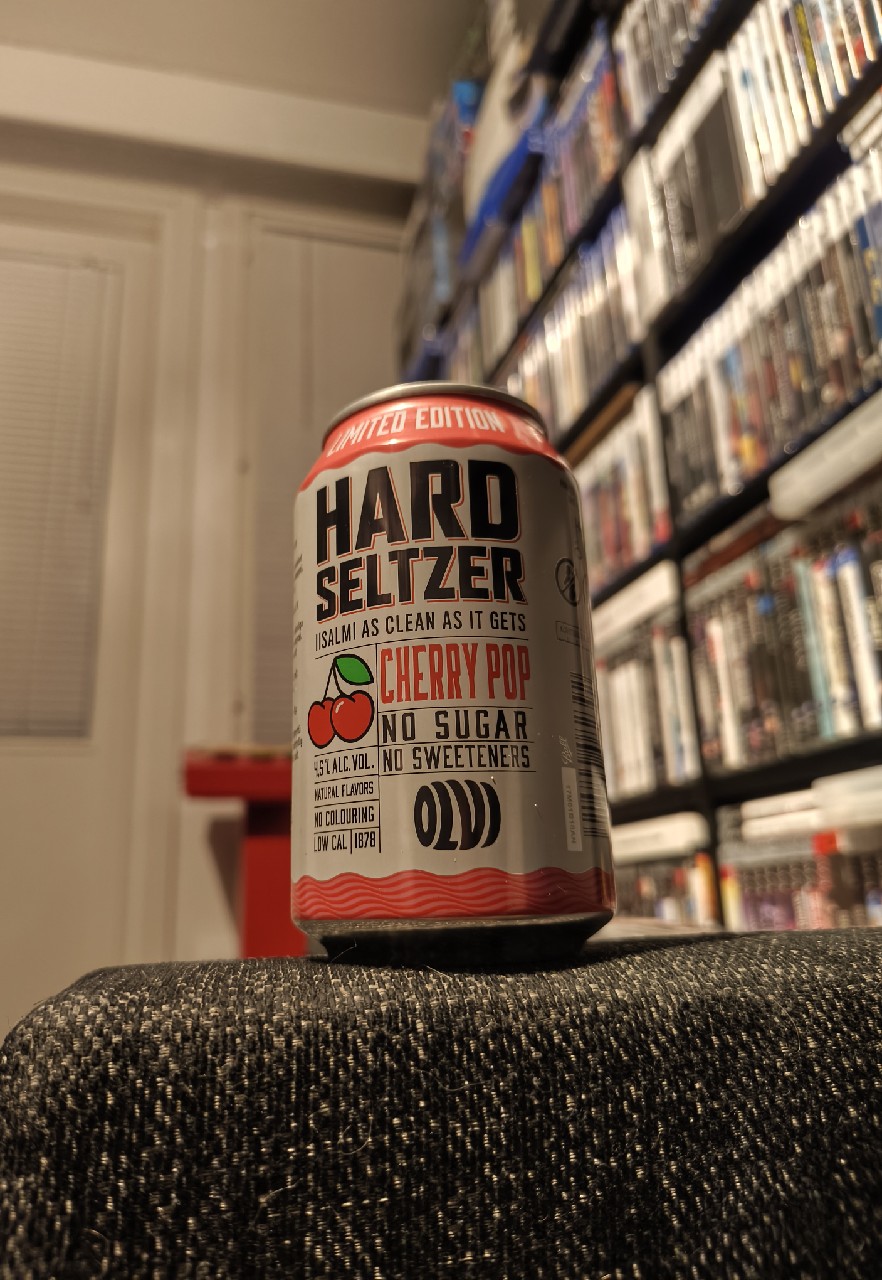 LIMITED EDITION
HARD
SELTZER
IISALMI AS CLEAN AS IT GETS
CHERRY POP
NO SUGAR
NO SWEETENERS
4,5% ALC. VOL.
NATURAL FLAVORS
NO COLOURING
LOW CAL 1878
OLVI